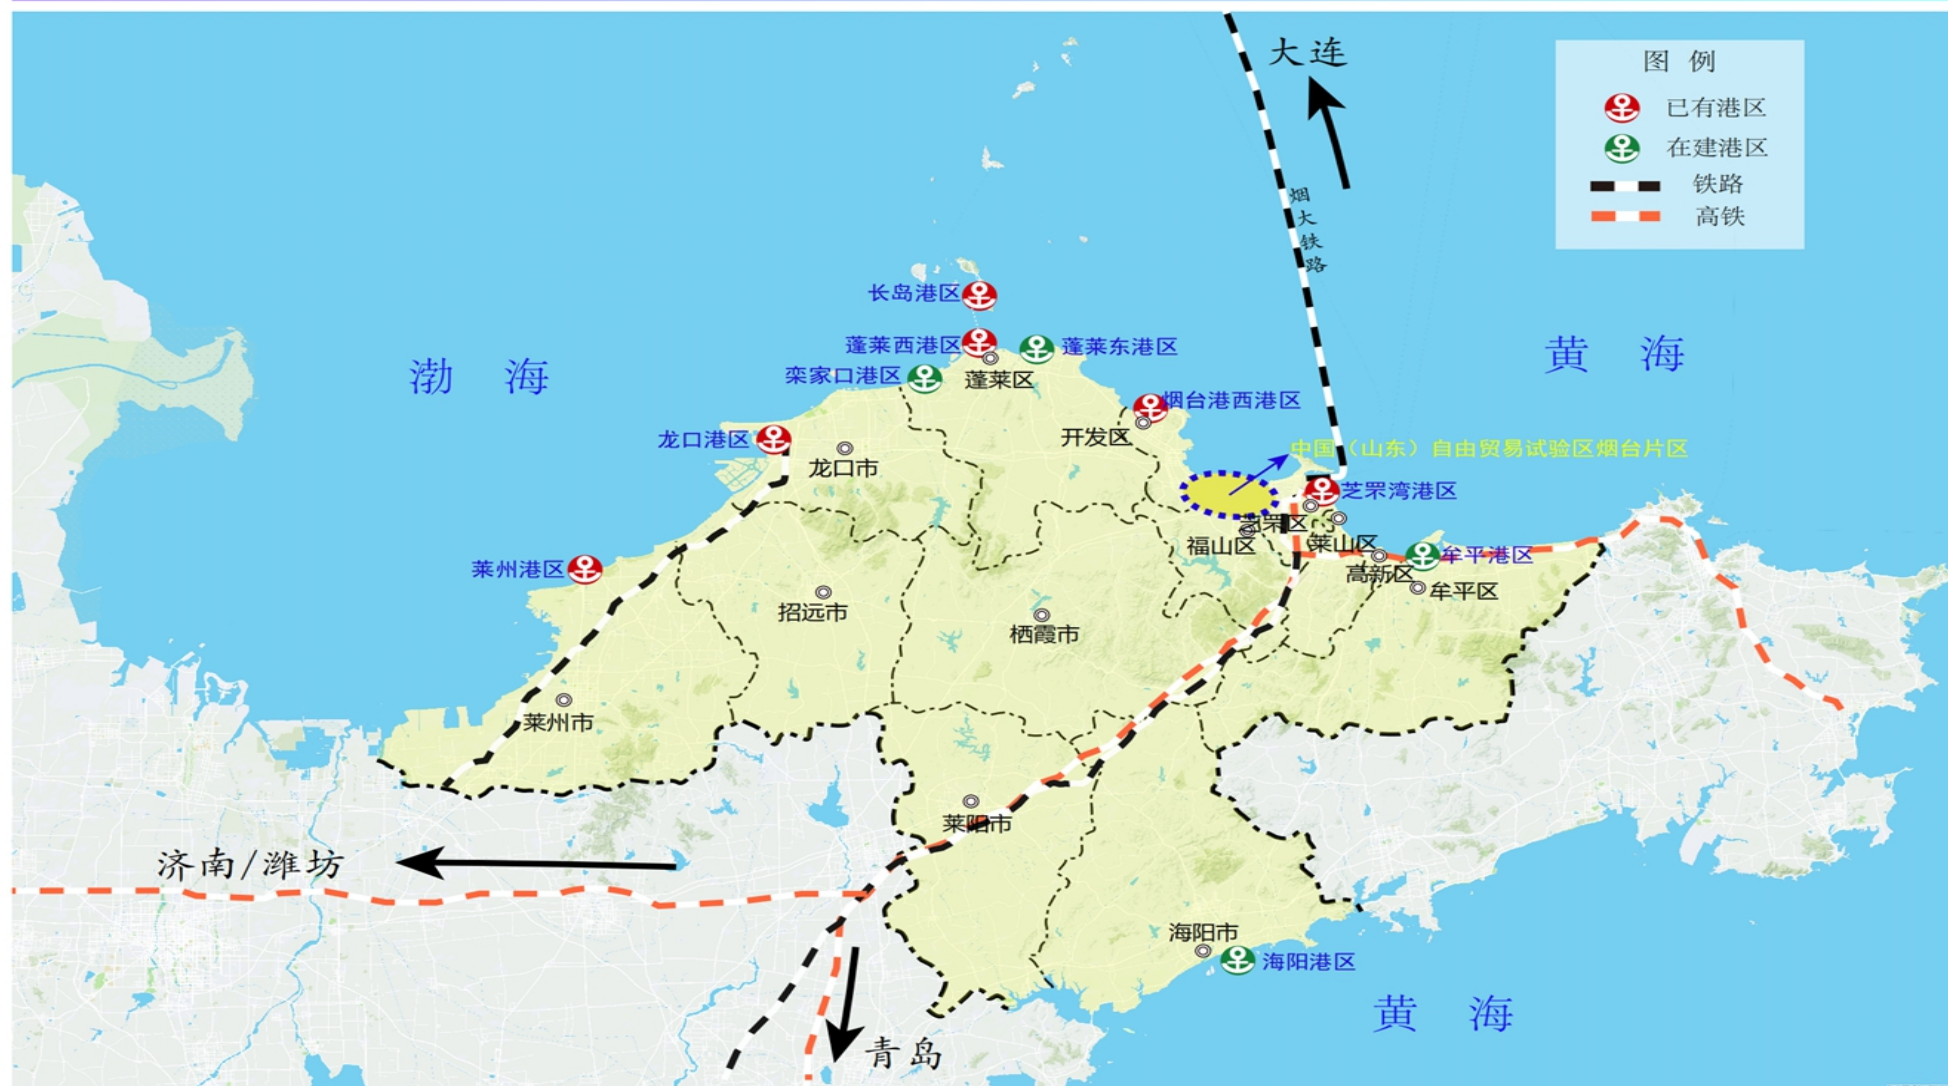 大连
图 例
已有港区
在建港区
铁路
高铁
烟大铁路
长岛港区
蓬莱西港区
蓬莱东港区
栾家口港区
蓬莱区
渤 海
黄 海
烟台港西港区
开发区
龙口港区
龙口市
中国（山东）自由贸易试验区烟台片区
芝罘湾港区
芝罘区
福山区
莱山区
牟平港区
高新区
牟平区
莱州港区
招远市
栖霞市
莱州市
莱阳市
济南/潍坊
海阳市
海阳港区
黄 海
青岛